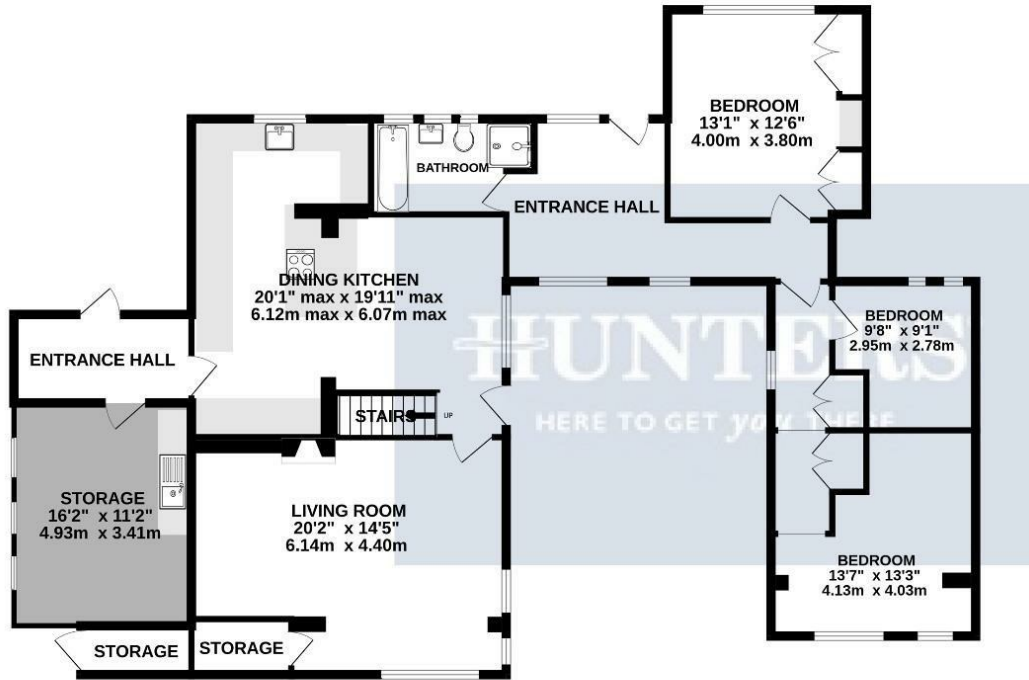 BEDROOM
13'1" x 12'6"
4.00m x 3.80m
BATHROOM
ENTRANCE HALL
DINING KITCHEN
20'1" max x 19'11" max
6.12m max x 6.07m max
HUNTERS
HERE TO GET you THERE
BEDROOM
9'8" x 9'1"
2.95m x 2.78m
ENTRANCE HALL
STAIRS
UP
STORAGE
16'2" x 11'2"
4.93m x 3.41m
LIVING ROOM
20'2" x 14'5"
6.14m x 4.40m
BEDROOM
13'7" x 13'3"
4.13m x 4.03m
STORAGE
STORAGE